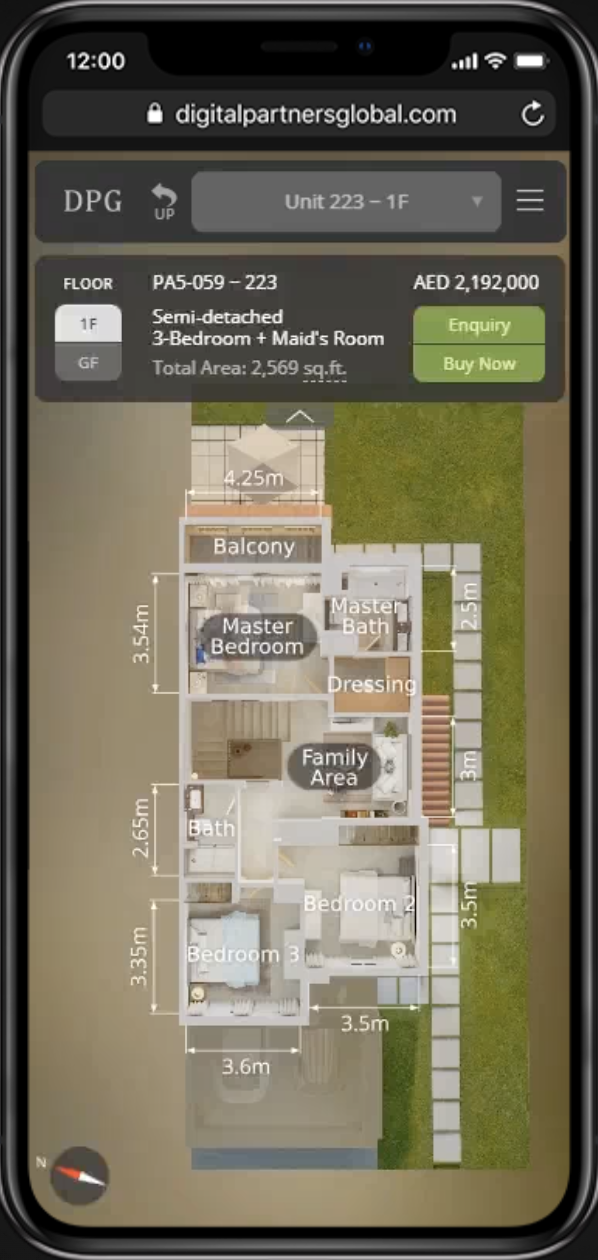 12:00
digitalpartnersglobal.com
DPG
UP
Unit 223 – 1F
FLOOR
PA5-059 – 223
AED 2,192,000
1F
Semi-detached
3-Bedroom + Maid's Room
Enquiry
GF
Total Area: 2,569 sq.ft.
Buy Now
4.25m
Balcony
3.54m
Master
Bedroom
Master
Bath
2.5m
Dressing
Family
Area
3m
2.65m
Bath
Bedroom 2
3.5m
3.35m
Bedroom 3
3.5m
3.6m
N